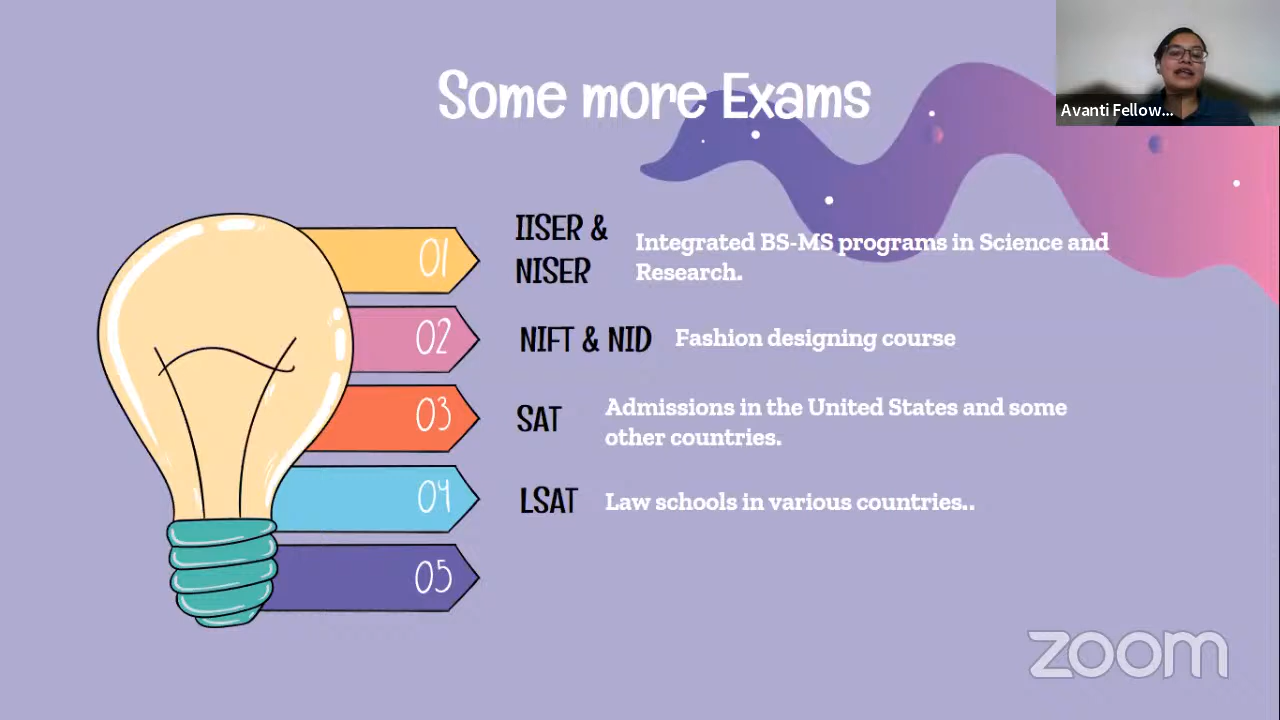 Some more Exams
Avanti Fellow...
01
IISER &
NISER
Integrated BS-MS programs in Science and
Research.
02
NIFT & NID
Fashion designing course
03
SAT
Admissions in the United States and some
other countries.
04
LSAT
Law schools in various countries..
05
zoom